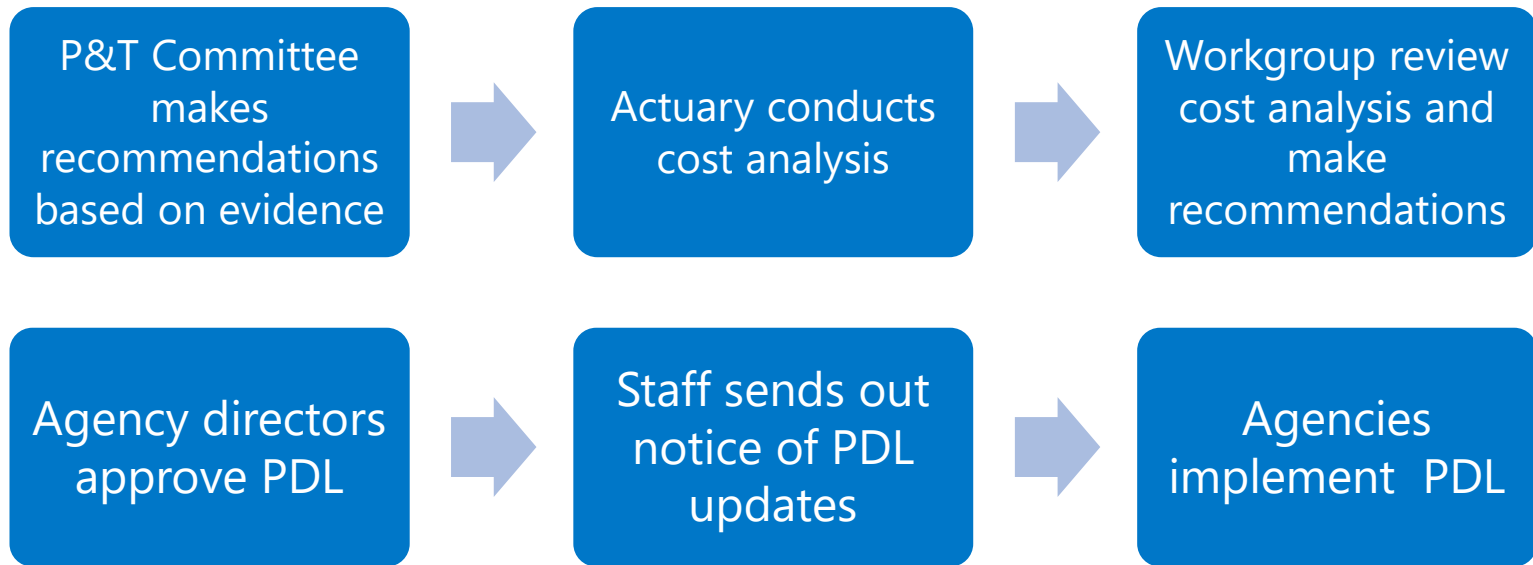 P&T Committee
makes
recommendations
based on evidence
Actuary conducts
cost analysis
Workgroup review
cost analysis and
make
recommendations
Agency directors
approve PDL
Staff sends out
notice of PDL
updates
Agencies
implement  PDL